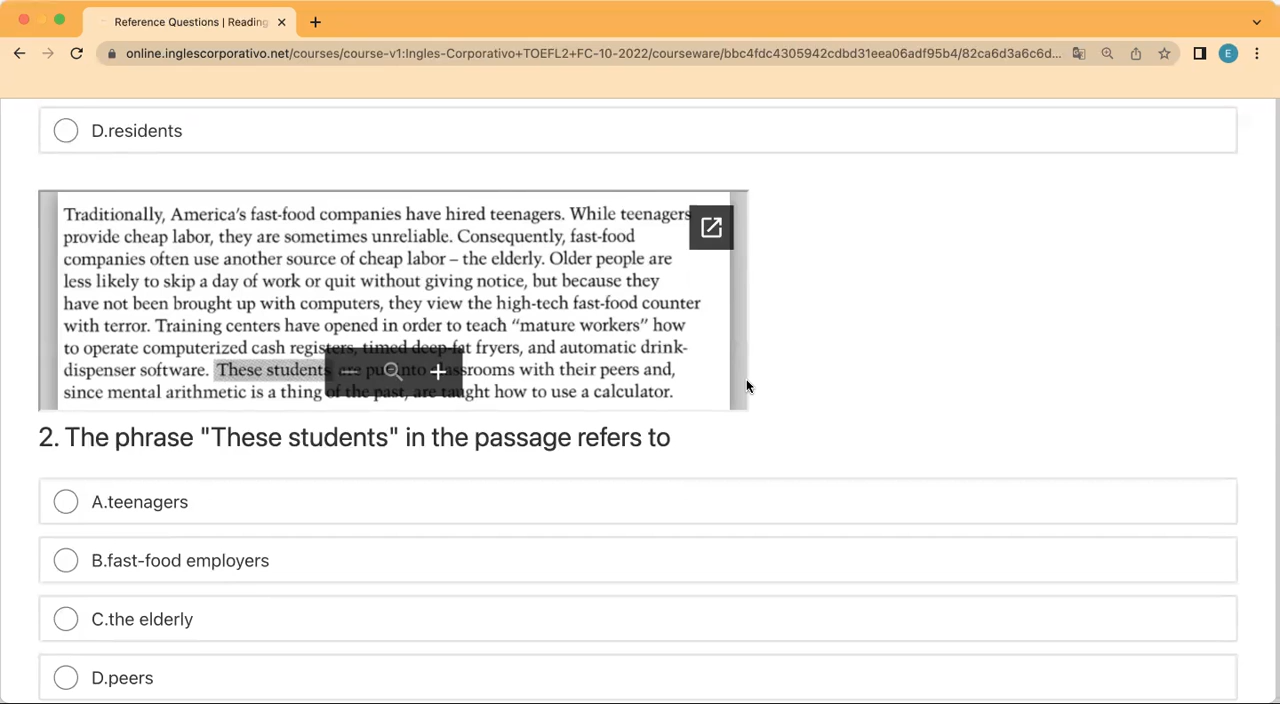 Reference Questions | Reading
online.inglescorporativo.net/courses/course-v1:Ingles-Corporativo+TOEFL2+FC-10-2022/courseware/bbc4fdc4305942cdbd31eea06adf95b4/82ca6d3a6c6d...
E
D.residents
Traditionally, America's fast-food companies have hired teenagers. While teenagers
provide cheap labor, they are sometimes unreliable. Consequently, fast-food
companies often use another source of cheap labor – the elderly. Older people are
less likely to skip a day of work or quit without giving notice, but because they
have not been brought up with computers, they view the high-tech fast-food counter
with terror. Training centers have opened in order to teach "mature workers" how
to operate computerized cash registers, timed deep-fat fryers, and automatic drink-
dispenser software. These students are put into classrooms with their peers and,
since mental arithmetic is a thing of the past, are taught how to use a calculator.
2. The phrase "These students" in the passage refers to
A.teenagers
B.fast-food employers
C.the elderly
D.peers